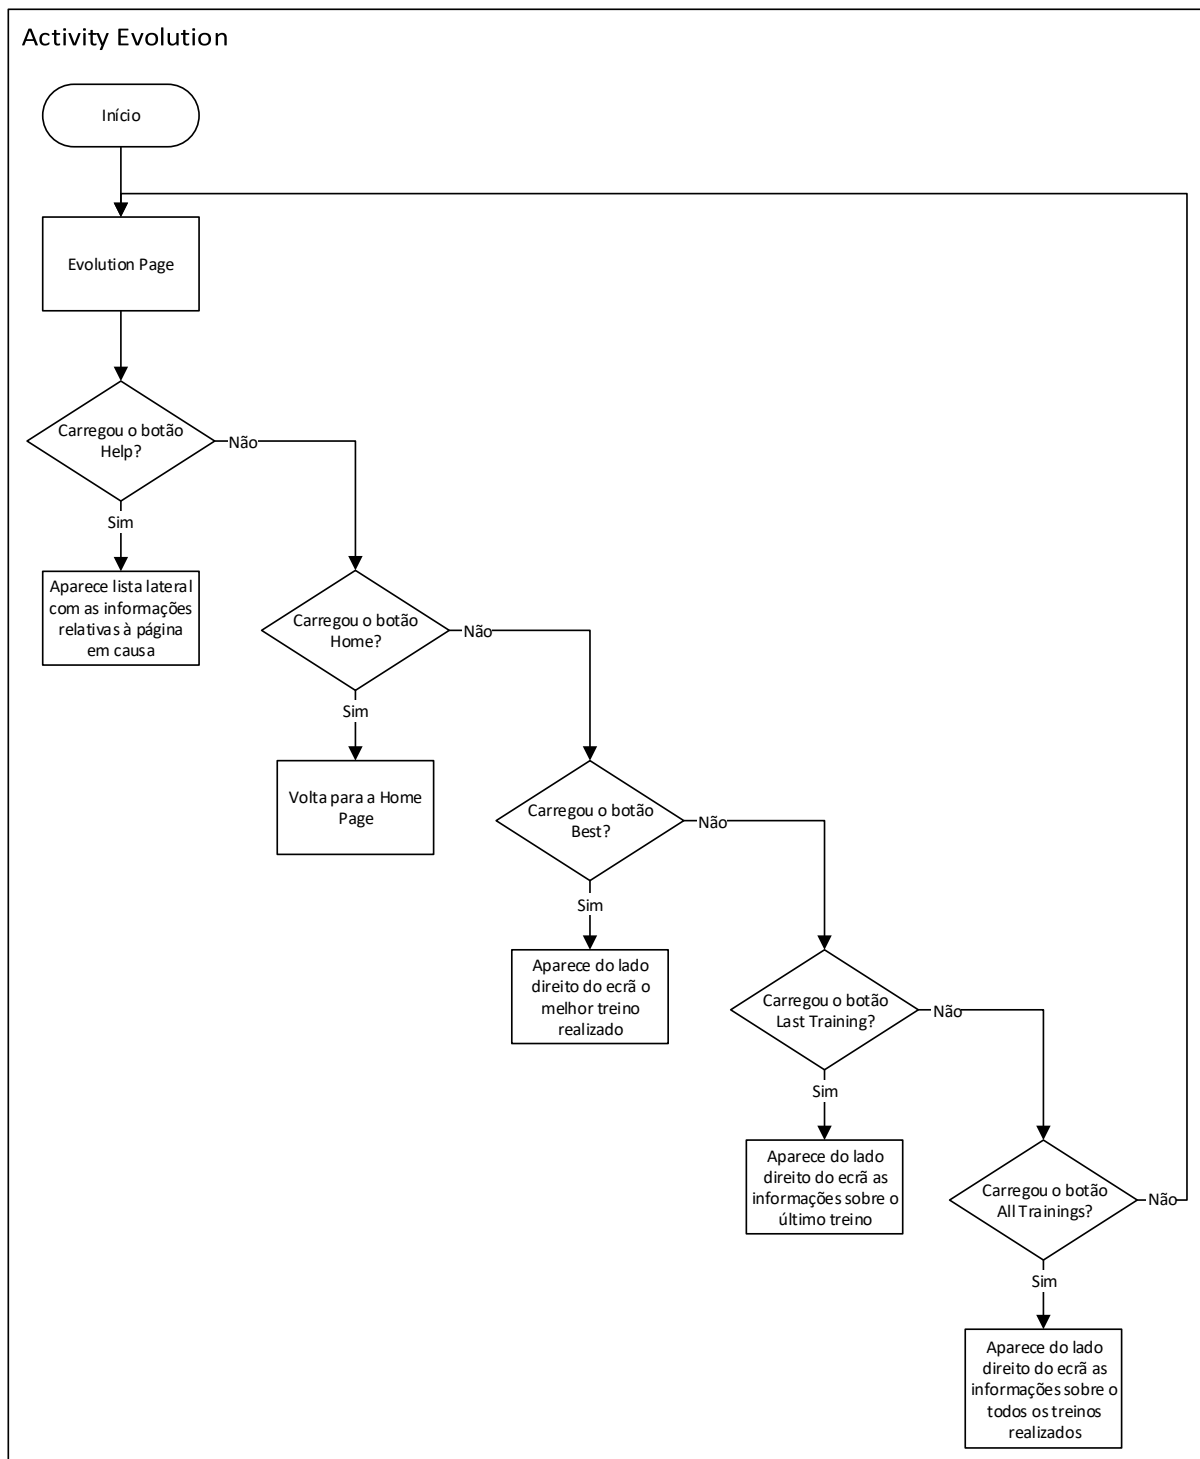 Activity Evolution
Início
Evolution Page
Carregou o botão
Help?
Não
Sim
Aparece lista lateral
com as informações
relativas à página
em causa
Carregou o botão
Home?
Não
Sim
Volta para a Home
Page
Carregou o botão
Best?
Não
Sim
Aparece do lado
direito do ecrã o
melhor treino
realizado
Carregou o botão
Last Training?
Não
Sim
Aparece do lado
direito do ecrã as
informações sobre o
último treino
Carregou o botão
All Trainings?
Não
Sim
Aparece do lado
direito do ecrã as
informações sobre o
todos os treinos
realizados